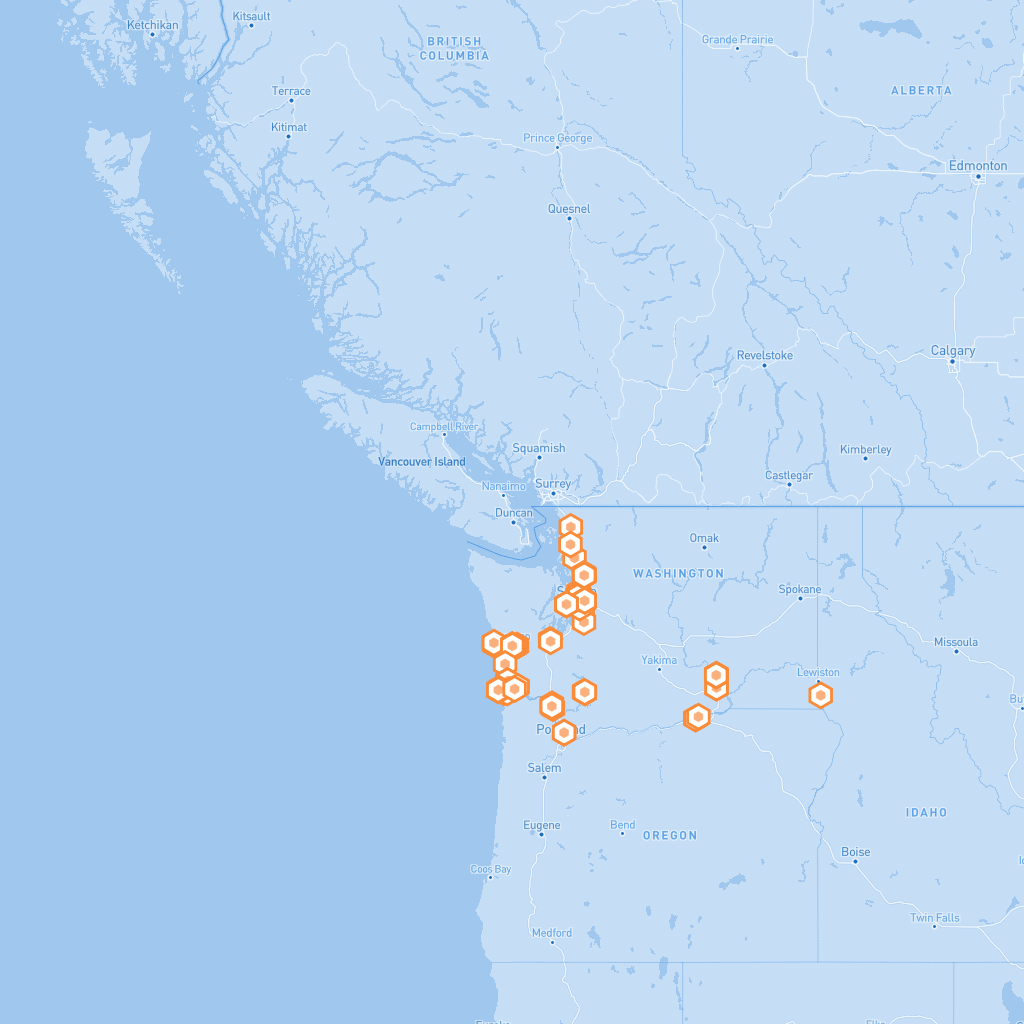 Kitsault
Ketchikan
BRITISH
COLUMBIA
Grande Prairie
Terrace
ALBERTA
Kitimat
Prince George
Edmonton
Quesnel
Revelstoke
Calgary
Campbell River
Squamish
Vancouver Island
Kimberley
Castlegar
Nanaimo
Surrey
Duncan
Omak
WASHINGTON
Spokane
Missoula
Yakima
Lewiston
Salem
IDAHO
Eugene
Bend
OREGON
Boise
Coos Bay
Twin Falls
Medford